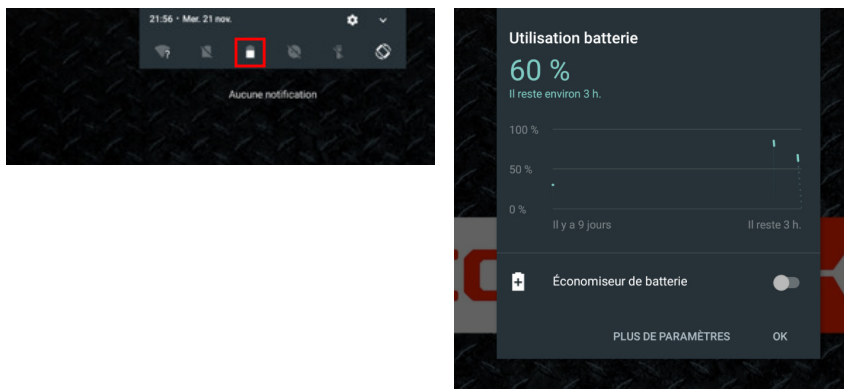 21:56 • Mer. 21 nov.
Aucune notification
Utilisation batterie
60 %
Il reste environ 3 h.
100 %
50 %
0 %
Il y a 9 jours
Il reste 3 h.
Économiseur de batterie
PLUS DE PARAMÈTRES
OK